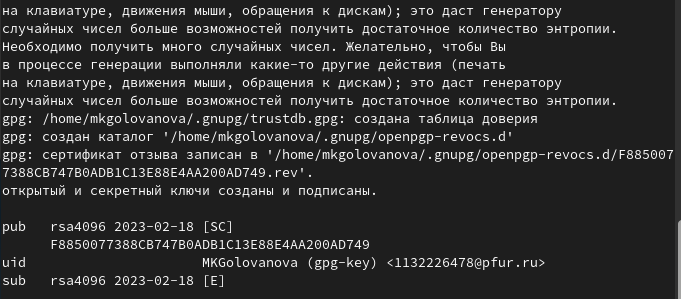 на клавиатуре, движения мыши, обращения к дискам); это даст генератору
случайных чисел больше возможностей получить достаточное количество энтропии.
Необходимо получить много случайных чисел. Желательно, чтобы Вы
в процессе генерации выполняли какие-то другие действия (печать
на клавиатуре, движения мыши, обращения к дискам); это даст генератору
случайных чисел больше возможностей получить достаточное количество энтропии.
gpg: /home/mkgolovanova/.gnupg/trustdb.gpg: создана таблица доверия
gpg: создан каталог '/home/mkgolovanova/.gnupg/openpgp-revocs.d'
gpg: сертификат отзыва записан в '/home/mkgolovanova/.gnupg/openpgp-revocs.d/F885007
7388CB747B0ADB1C13E88E4AA200AD749.rev'.
открытый и секретный ключи созданы и подписаны.
pub   rsa4096 2023-02-18 [SC]
      F8850077388CB747B0ADB1C13E88E4AA200AD749
uid                      MKGolovanova (gpg-key) <1132226478@pfur.ru>
sub   rsa4096 2023-02-18 [E]